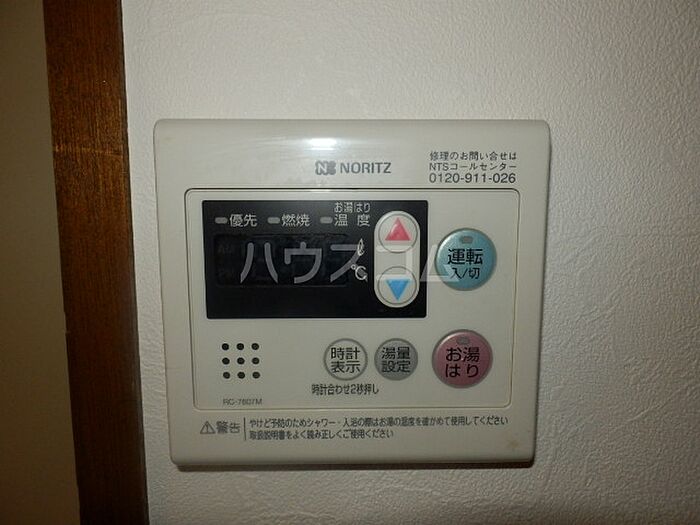 NORITZ
修理のお問い合せは
NTSコールセンター
0120-911-026
お湯はり
優先 燃焼 温度
AM
PM
℃
ハウスコム
運転
入/切
時計
表示
湯量
設定
お湯
はり
時計合わせ2秒押し
RC-7607M
警告
やけど予防のためシャワー・入浴の際はお湯の温度を確かめて使用してください
取扱説明書をよく読み正しくご使用ください